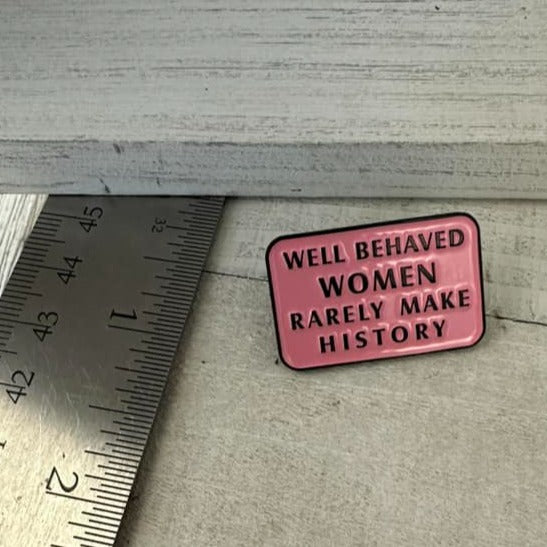 WELL BEHAVED
WOMEN
RARELY MAKE
HISTORY
45
32
44
1
43
42
2